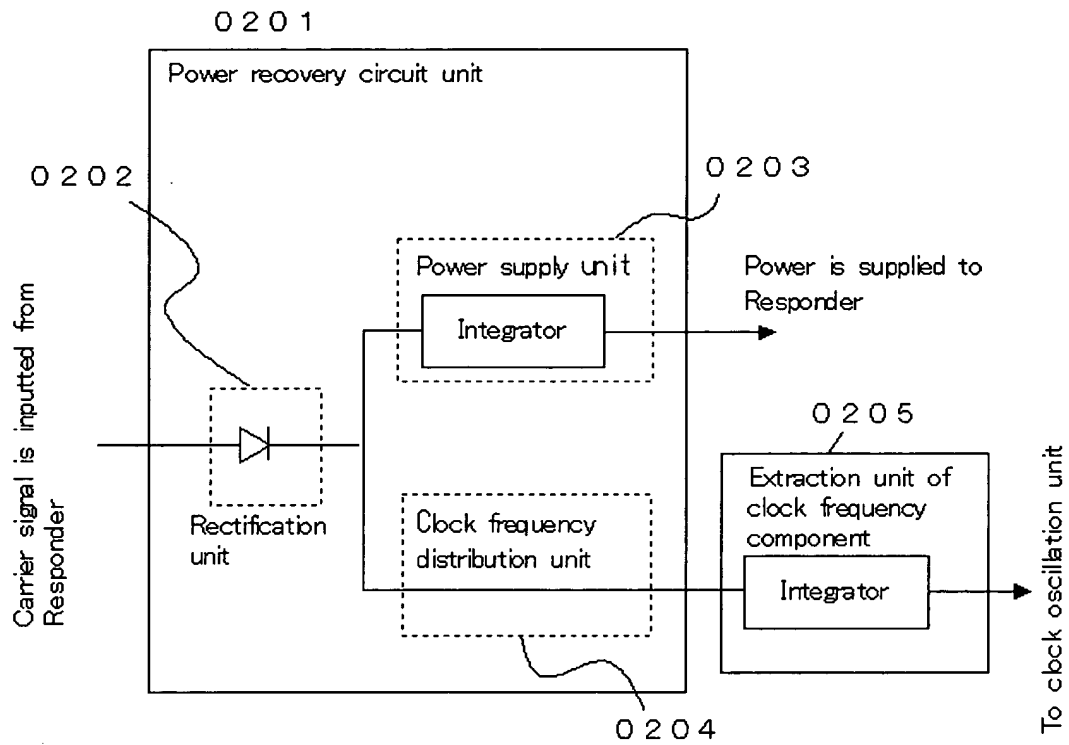 0201
Power recovery circuit unit
0202
0203
Power supply unit
Integrator
Power is supplied to
Responder
Carrier signal is inputted from
Responder
Rectification
unit
Clock frequency
distribution unit
0205
Extraction unit of
clock frequency
component
Integrator
To clock oscillation unit
0204